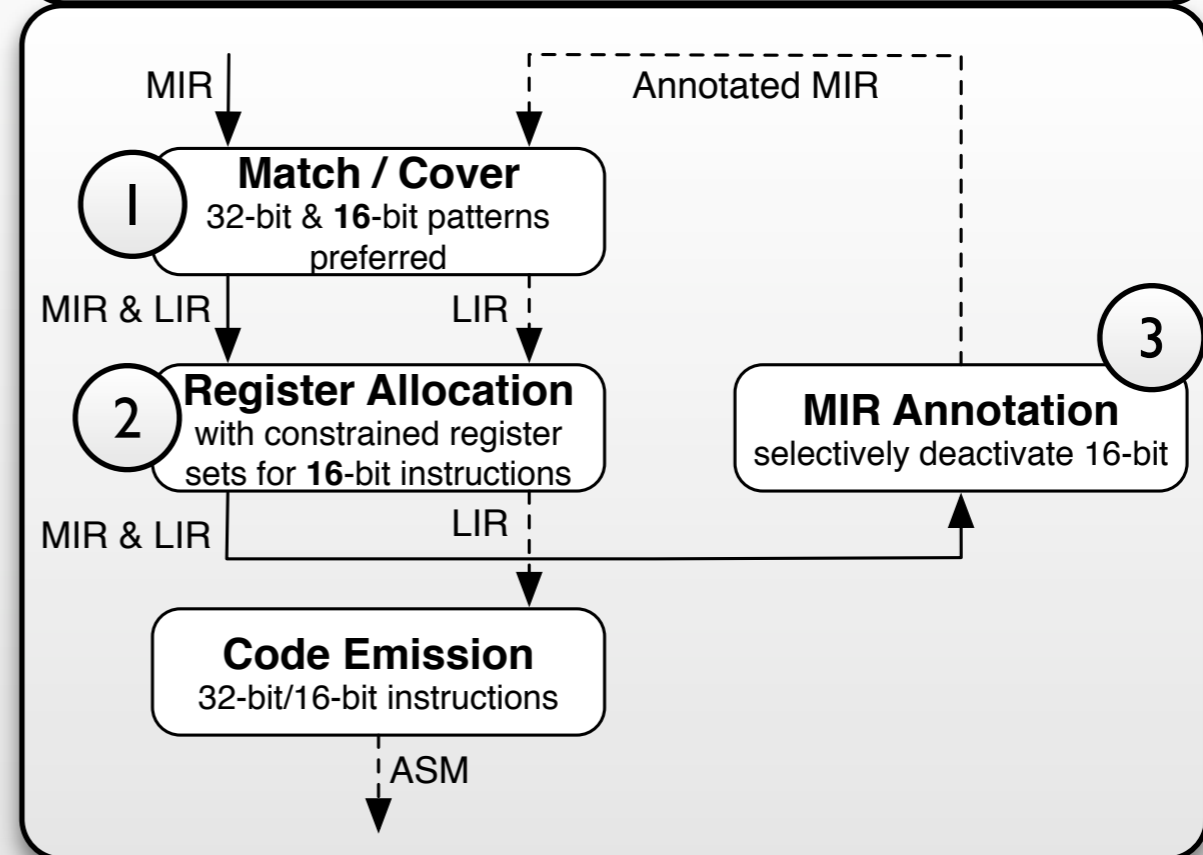 MIR
Annotated MIR
1
Match / Cover
32-bit & 16-bit patterns
preferred
MIR & LIR
LIR
3
2
Register Allocation
with constrained register
sets for 16-bit instructions
MIR Annotation
selectively deactivate 16-bit
MIR & LIR
LIR
Code Emission
32-bit/16-bit instructions
ASM